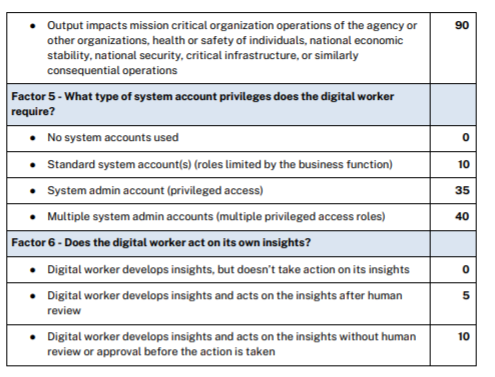 ● Output impacts mission critical organization operations of the agency or 90
other organizations, health or safety of individuals, national economic
stability, national security, critical infrastructure, or similarly
consequential operations
Factor 5 - What type of system account privileges does the digital worker
require?
● No system accounts used 0
● Standard system account(s) (roles limited by the business function) 10
● System admin account (privileged access) 35
● Multiple system admin accounts (multiple privileged access roles) 40
Factor 6 - Does the digital worker act on its own insights?
● Digital worker develops insights, but doesn't take action on its insights 0
● Digital worker develops insights and acts on the insights after human 5
review
● Digital worker develops insights and acts on the insights without human 10
review or approval before the action is taken